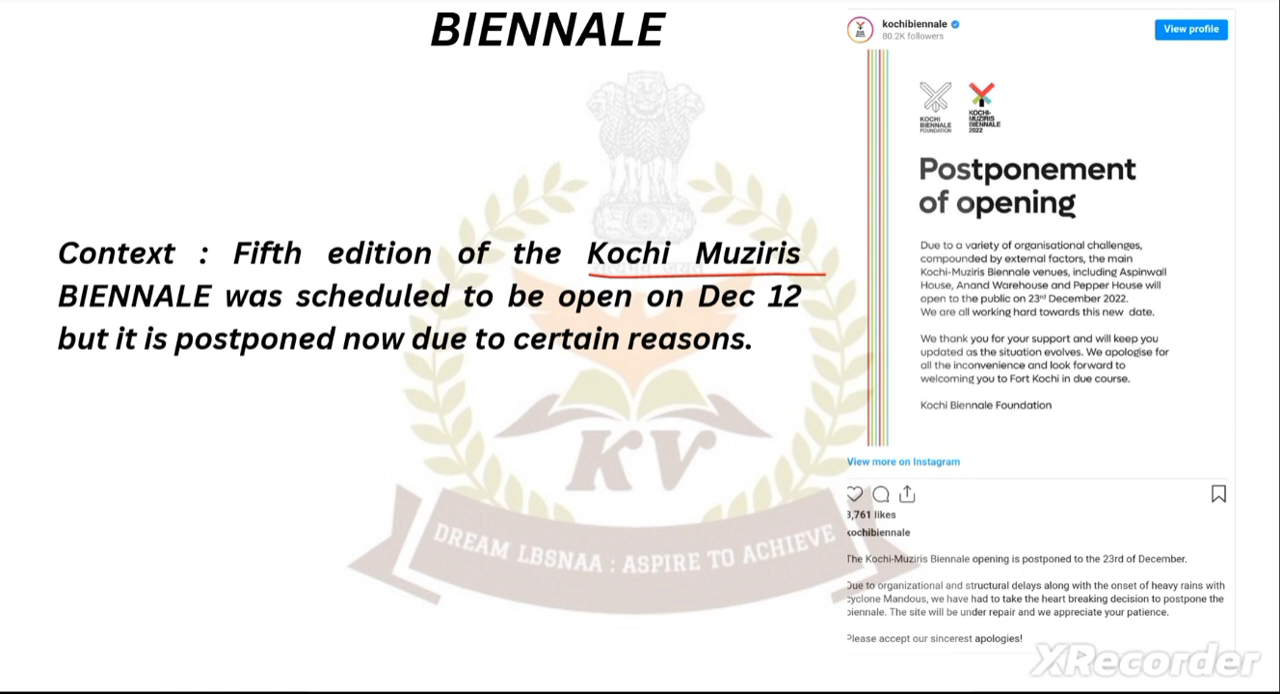 BIENNALE
Context : Fifth edition of the Kochi Muziris
BIENNALE was scheduled to be open on Dec 12
but it is postponed now due to certain reasons.
सत्यमेव जयते
KV
DREAM LBSNAA : ASPIRE TO ACHIEVE
kochibiennale
80.2K followers
View profile
KOCHI
BIENNALE
FOUNDATION
KOCHI-
MUZIRIS
BIENNALE
2022
Postponement
of opening
Due to a variety of organisational challenges,
compounded by external factors, the main
Kochi-Muziris Biennale venues, including Aspinwall
House, Anand Warehouse and Pepper House will
open to the public on 23rd December 2022.
We are all working hard towards this new date.
We thank you for your support and will keep you
updated as the situation evolves. We apologise for
all the inconvenience and look forward to
welcoming you to Fort Kochi in due course.
Kochi Biennale Foundation
View more on Instagram
3,761 likes
kochibiennale
The Kochi-Muziris Biennale opening is postponed to the 23rd of December.
Due to organizational and structural delays along with the onset of heavy rains with
cyclone Mandous, we have had to take the heart breaking decision to postpone the
biennale. The site will be under repair and we appreciate your patience.
Please accept our sincerest apologies!
XRecorder